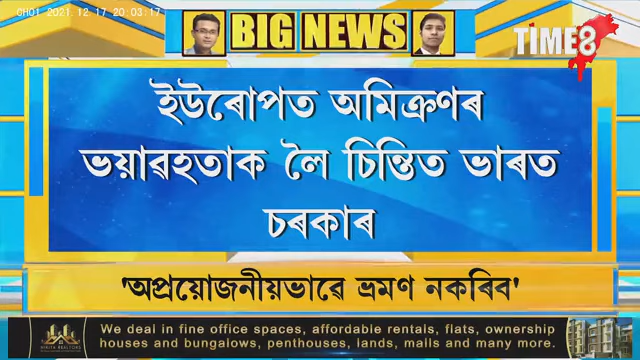 CH01 2021.12.17 20:03:17
BIG NEWS
TIME8
ইউৰোপত অমিক্ৰণৰ
ভয়াৱহতাক লৈ চিন্তিত ভাৰত
চৰকাৰ
'অপ্ৰয়োজনীয়ভাৱে ভ্ৰমণ নকৰিব'
We deal in fine office spaces, affordable rentals, flats, ownership
houses and bungalows, penthouses, lands, malls and many more.